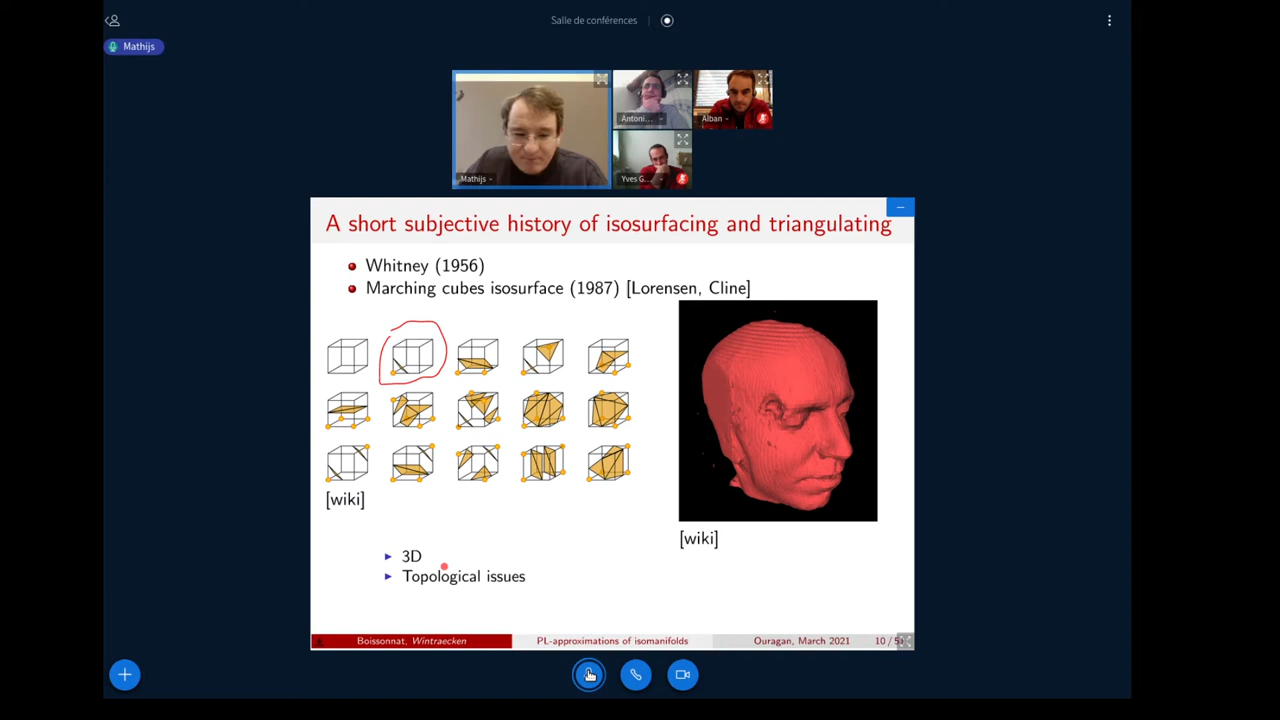 Salle de conférences
Mathijs
Antoni...
Alban
Mathijs
Yves G...
A short subjective history of isosurfacing and triangulating
Whitney (1956)
Marching cubes isosurface (1987) [Lorensen, Cline]
[wiki]
[wiki]
3D
Topological issues
Boissonnat, Wintraecken
PL-approximations of isomanifolds
Ouragan, March 2021
10 / 5